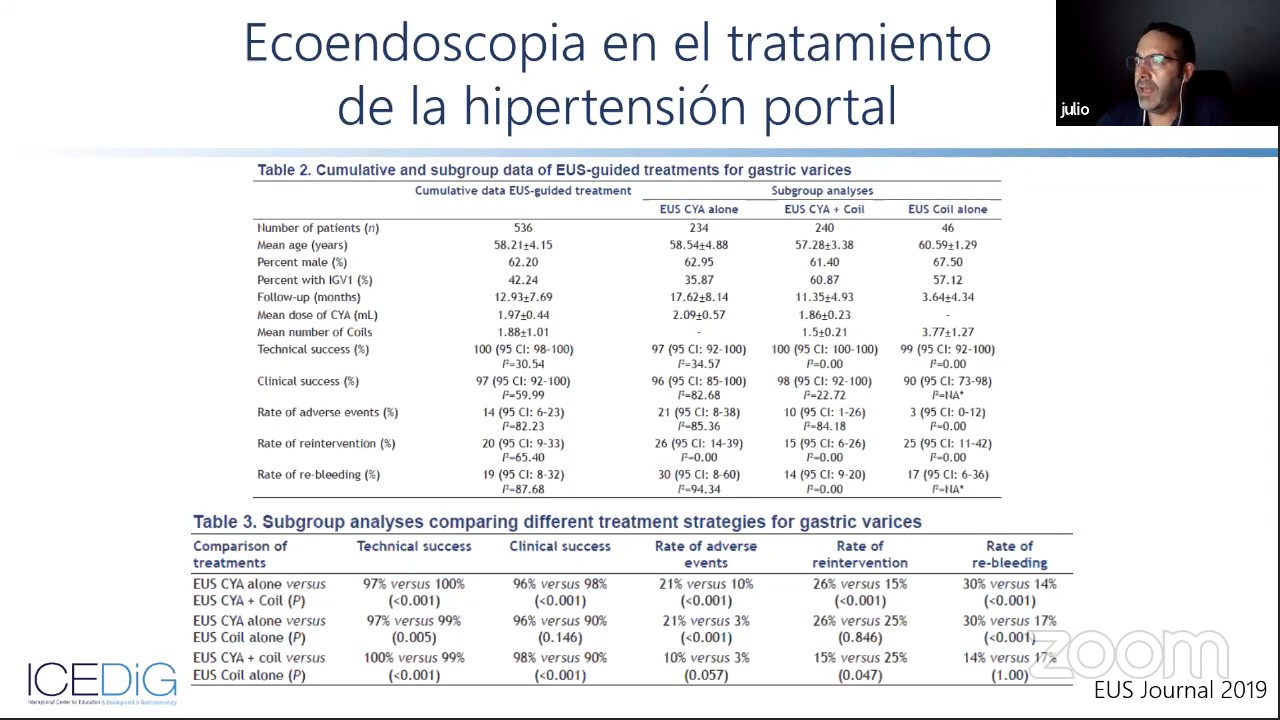 Ecoendoscopia en el tratamiento
de la hipertensión portal
julio
Table 2. Cumulative and subgroup data of EUS-guided treatments for gastric varices
Cumulative data EUS-guided treatment Subgroup analyses
EUS CYA alone EUS CYA + Coil EUS Coil alone
Number of patients (n) 536 234 240 46
Mean age (years) 58.21±4.15 58.54±4.88 57.28±3.38 60.59±1.29
Percent male (%) 62.20 62.95 61.40 67.50
Percent with IGV1 (%) 42.24 35.87 60.87 57.12
Follow-up (months) 12.93±7.69 17.62±8.14 11.35±4.93 3.64±4.34
Mean dose of CYA (mL) 1.97±0.44 2.09±0.57 1.86±0.23 -
Mean number of Coils 1.88±1.01 - 1.5±0.21 3.77±1.27
Technical success (%) 100 (95 CI: 98-100) 97 (95 CI: 92-100) 100 (95 CI: 100-100) 99 (95 CI: 92-100)
I²=30.54 I²=34.57 I²=0.00 I²=0.00
Clinical success (%) 97 (95 CI: 92-100) 96 (95 CI: 85-100) 98 (95 CI: 92-100) 90 (95 CI: 73-98)
I²=59.99 I²=82.68 I²=22.72 I²=NA*
Rate of adverse events (%) 14 (95 CI: 6-23) 21 (95 CI: 8-38) 10 (95 CI: 1-26) 3 (95 CI: 0-12)
I²=82.23 I²=85.36 I²=84.18 I²=0.00
Rate of reintervention (%) 20 (95 CI: 9-33) 26 (95 CI: 14-39) 15 (95 CI: 6-26) 25 (95 CI: 11-42)
I²=65.40 I²=0.00 I²=0.00 I²=0.00
Rate of re-bleeding (%) 19 (95 CI: 8-32) 30 (95 CI: 8-60) 14 (95 CI: 9-20) 17 (95 CI: 6-36)
I²=87.68 I²=94.34 I²=0.00 I²=NA*
Table 3. Subgroup analyses comparing different treatment strategies for gastric varices
Comparison of Technical success Clinical success Rate of adverse Rate of Rate of
treatments events reintervention re-bleeding
EUS CYA alone versus 97% versus 100% 96% versus 98% 21% versus 10% 26% versus 15% 30% versus 14%
EUS CYA + Coil (P) (<0.001) (<0.001) (<0.001) (<0.001) (<0.001)
EUS CYA alone versus 97% versus 99% 96% versus 90% 21% versus 3% 26% versus 25% 30% versus 17%
EUS Coil alone (P) (0.005) (0.146) (<0.001) (0.846) (<0.001)
EUS CYA + coil versus 100% versus 99% 98% versus 90% 10% versus 3% 15% versus 25% 14% versus 17%
EUS Coil alone (P) (<0.001) (<0.001) (0.057) (0.047) (1.00)
zoom
ICEDiG
International Center for Education & Development in Gastroenterology
EUS Journal 2019